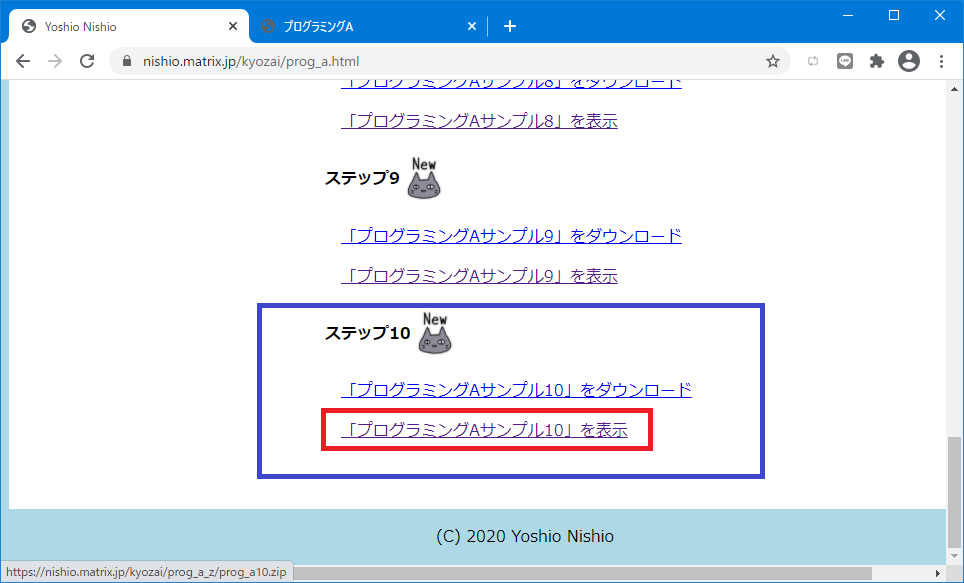 Yoshio Nishio
プログラミングA
nishio.matrix.jp/kyozai/prog_a.html
「プログラミングAサンプル8」をダウンロード
「プログラミングAサンプル8」を表示
ステップ9 New
「プログラミングAサンプル9」をダウンロード
「プログラミングAサンプル9」を表示
ステップ10 New
「プログラミングAサンプル10」をダウンロード
「プログラミングAサンプル10」を表示
(C) 2020 Yoshio Nishio
https://nishio.matrix.jp/kyozai/prog_a_z/prog_a10.zip